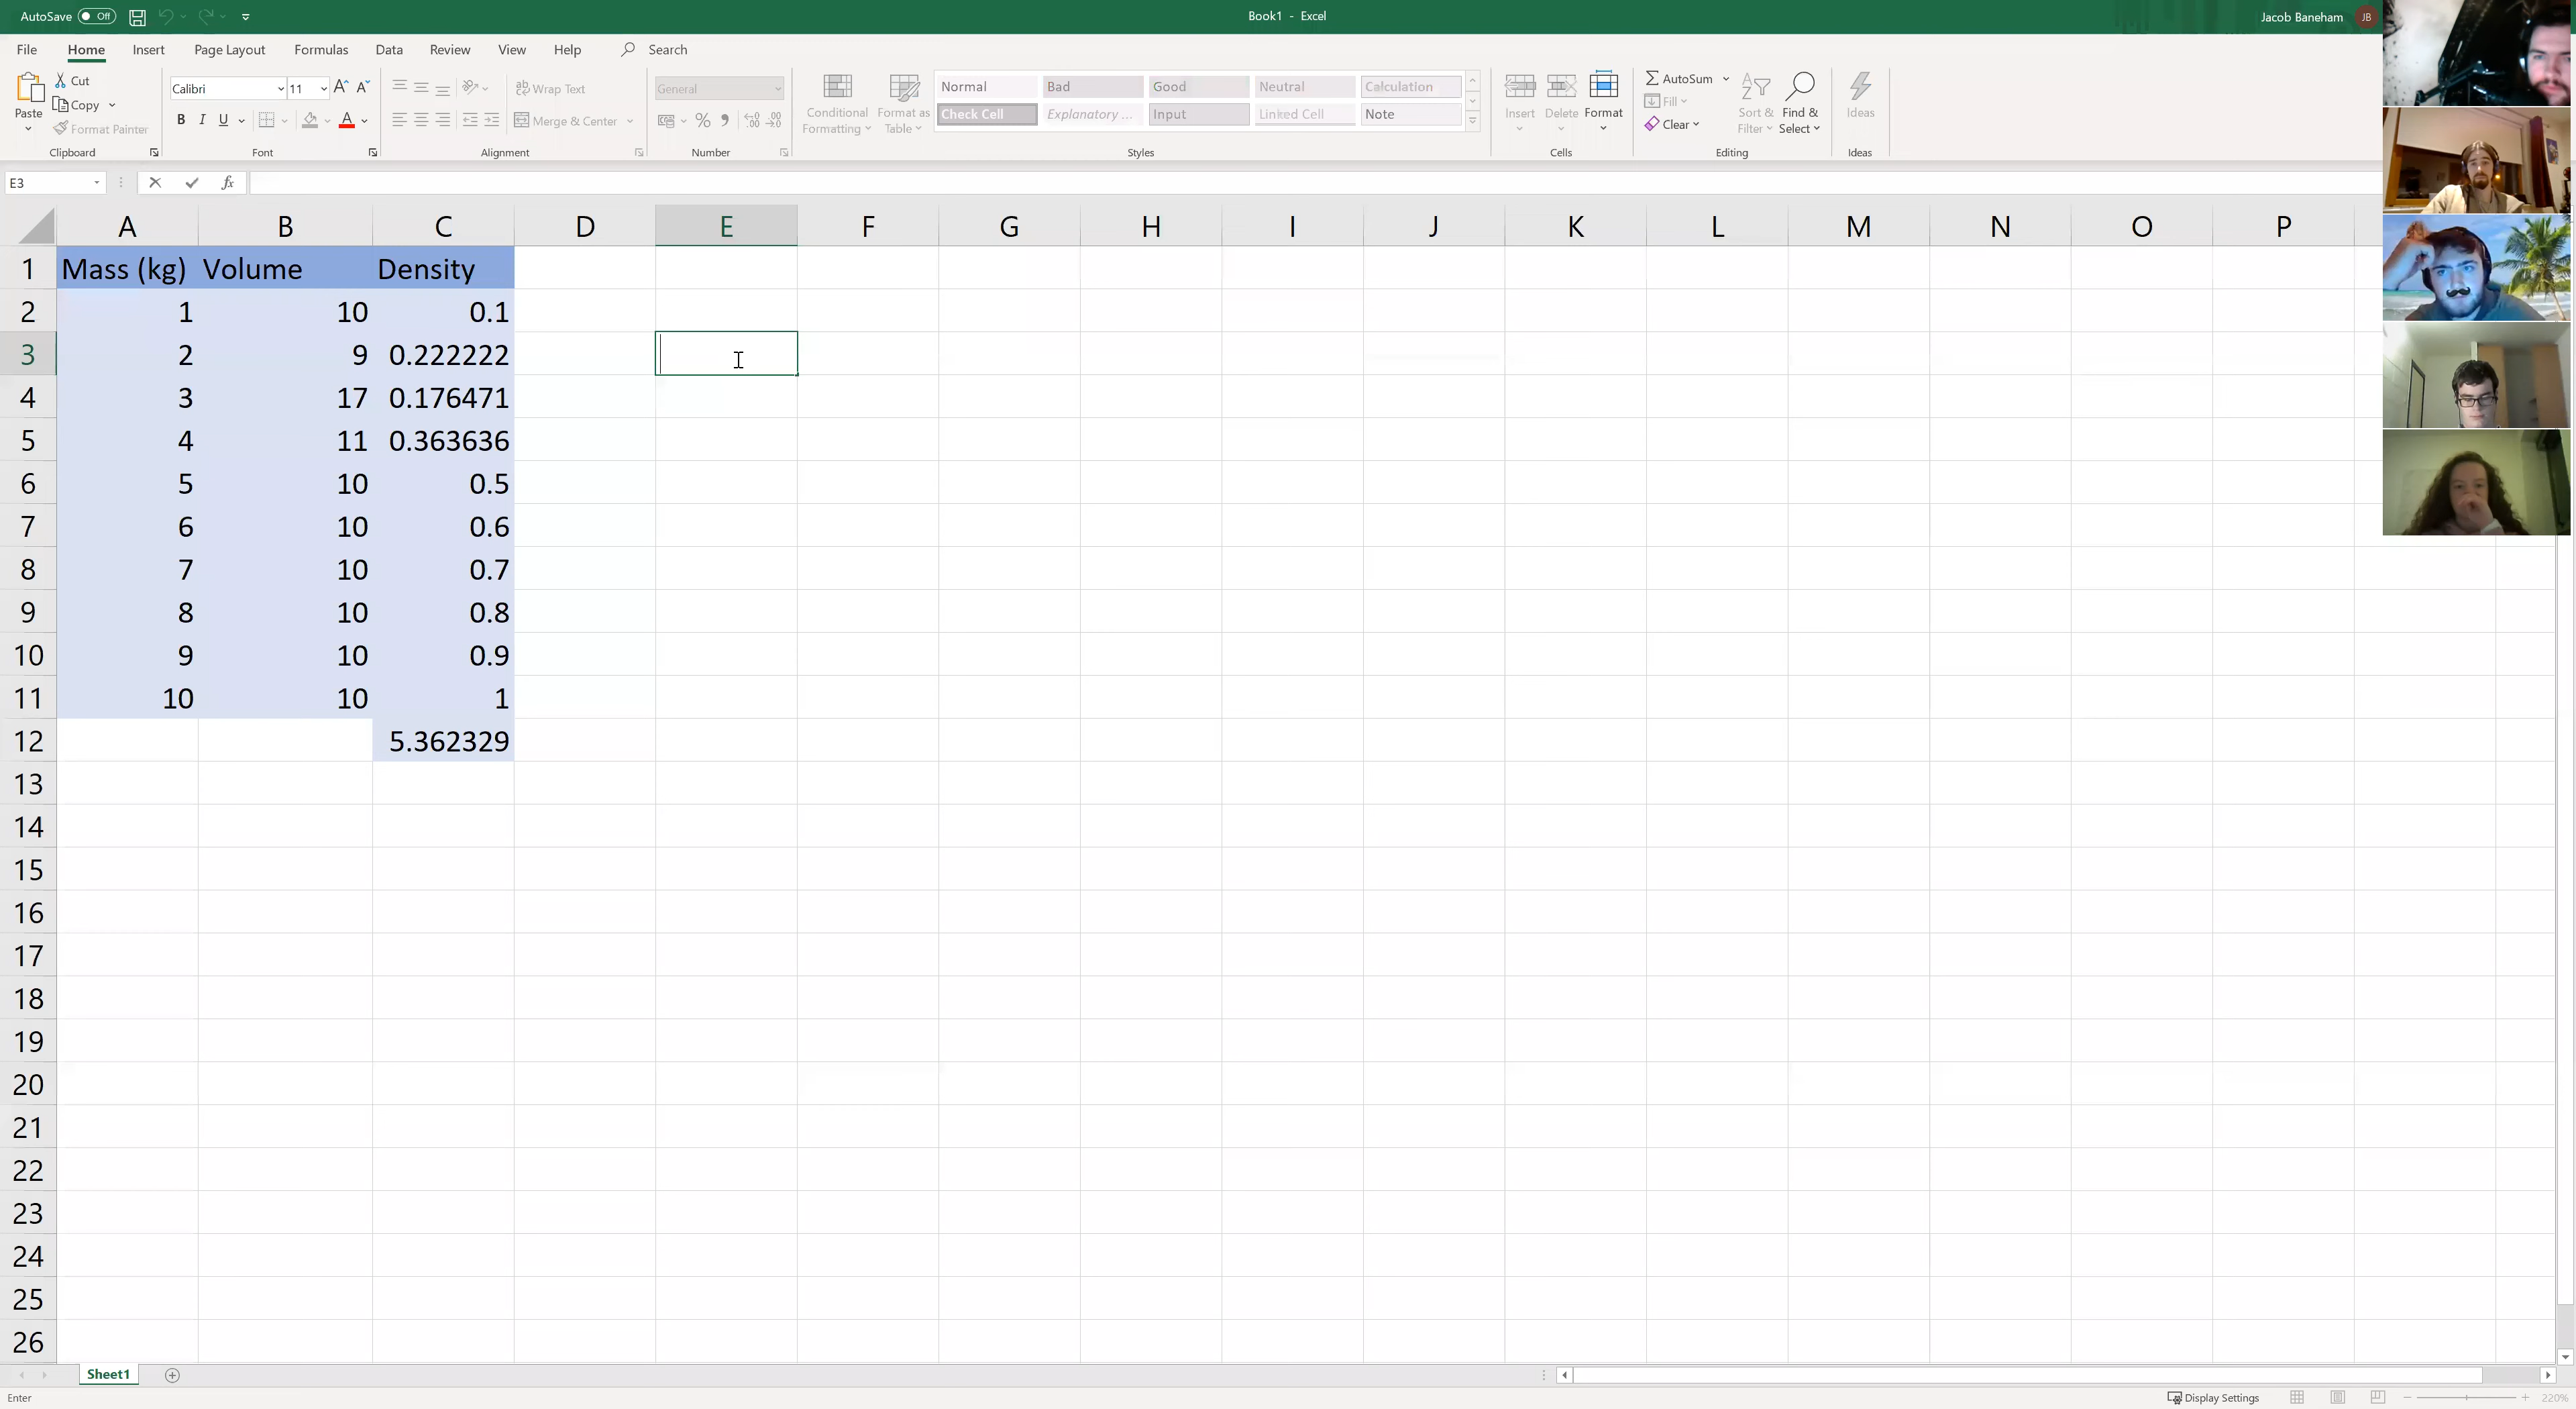 AutoSave Off
Book1 - Excel
Jacob Baneham JB
File Home Insert Page Layout Formulas Data Review View Help Search
Paste
Cut
Copy
Format Painter
Clipboard
Calibri 11
B I U
Font
Wrap Text
Merge & Center
Alignment
General
Number
Conditional Formatting
Format as Table
Normal Bad Good Neutral Calculation
Check Cell Explanatory ... Input Linked Cell Note
Styles
Insert Delete Format
Cells
AutoSum
Fill
Clear
Sort & Filter
Find & Select
Editing
Ideas
Ideas
E3 fx
A B C D E F G H I J K L M N O P
1 Mass (kg) Volume Density
2 1 10 0.1
3 2 9 0.222222
4 3 17 0.176471
5 4 11 0.363636
6 5 10 0.5
7 6 10 0.6
8 7 10 0.7
9 8 10 0.8
10 9 10 0.9
11 10 10 1
12 5.362329
13
14
15
16
17
18
19
20
21
22
23
24
25
26
Sheet1
Enter
Display Settings
220%